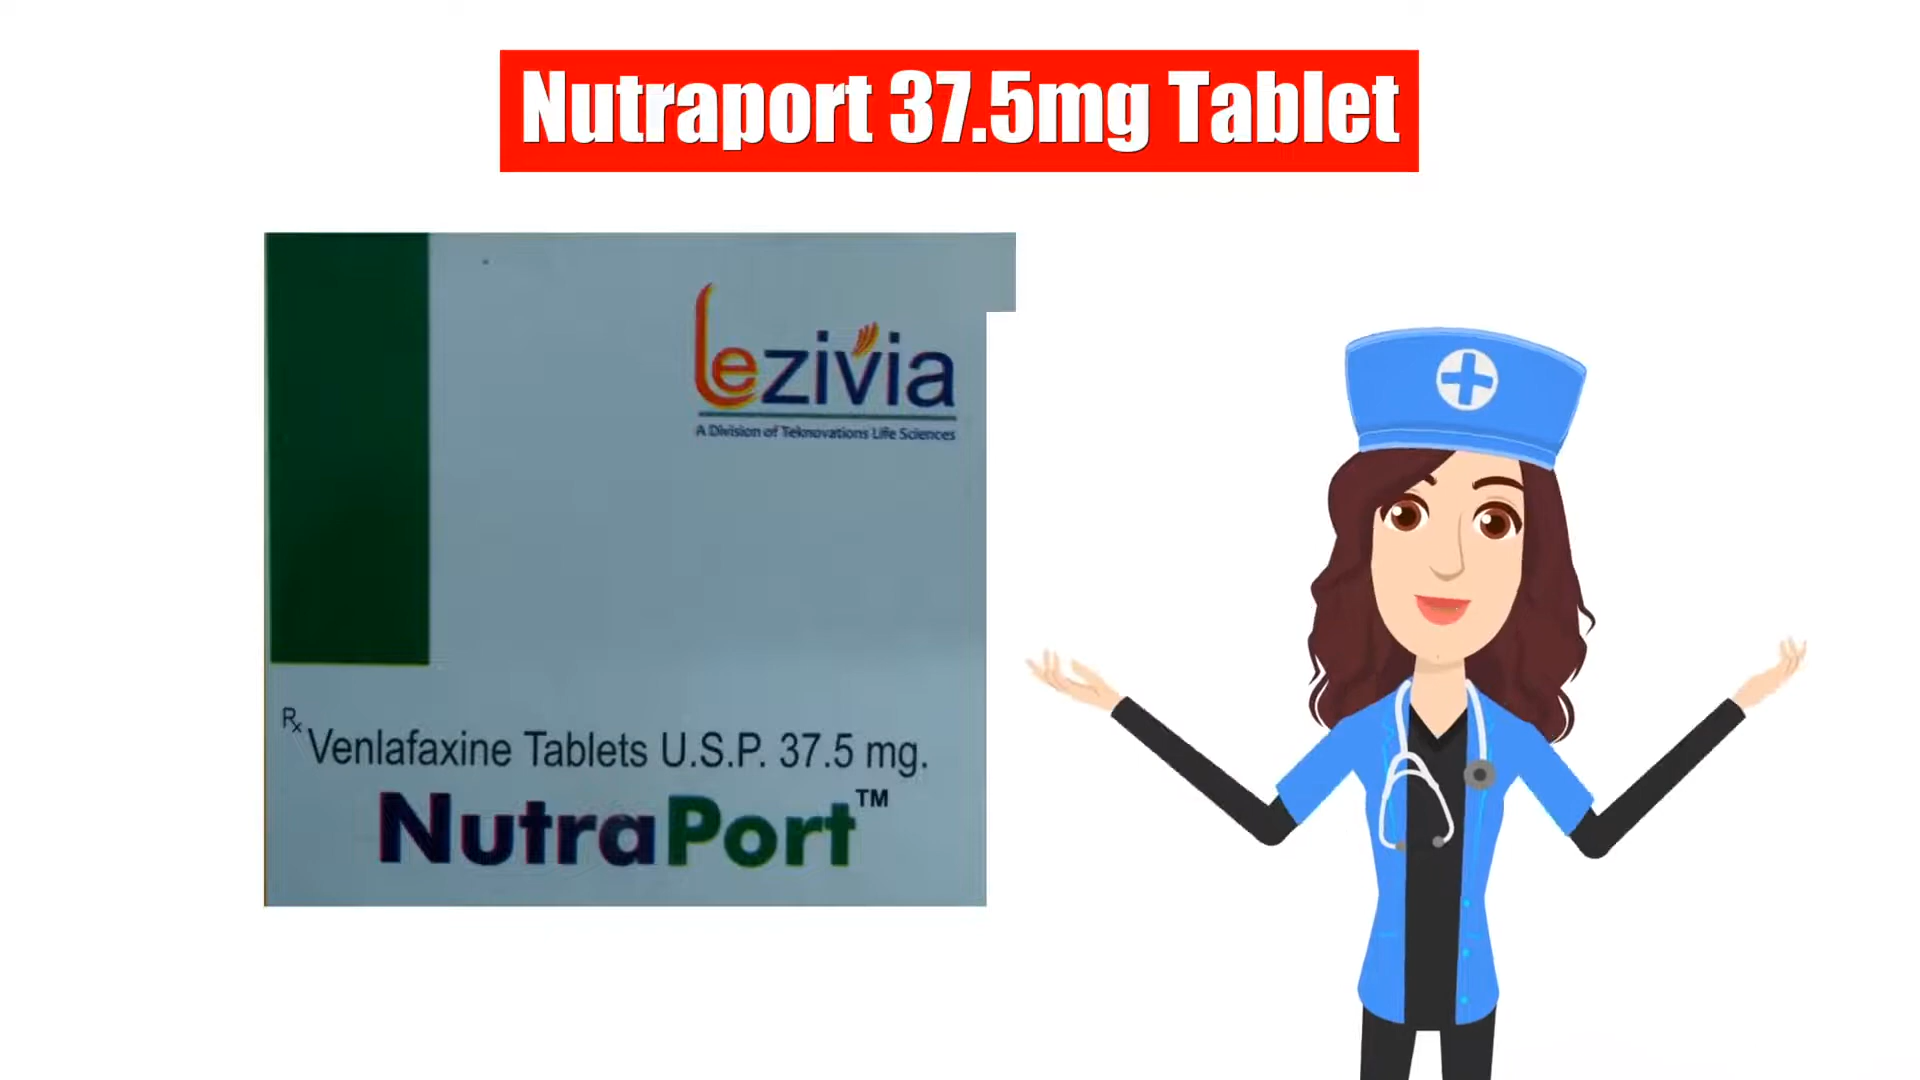 Nutraport 37.5mg Tablet
Lezivia
A Division of Teknovations Life Sciences
Rx Venlafaxine Tablets U.S.P. 37.5 mg.
NutraPort™